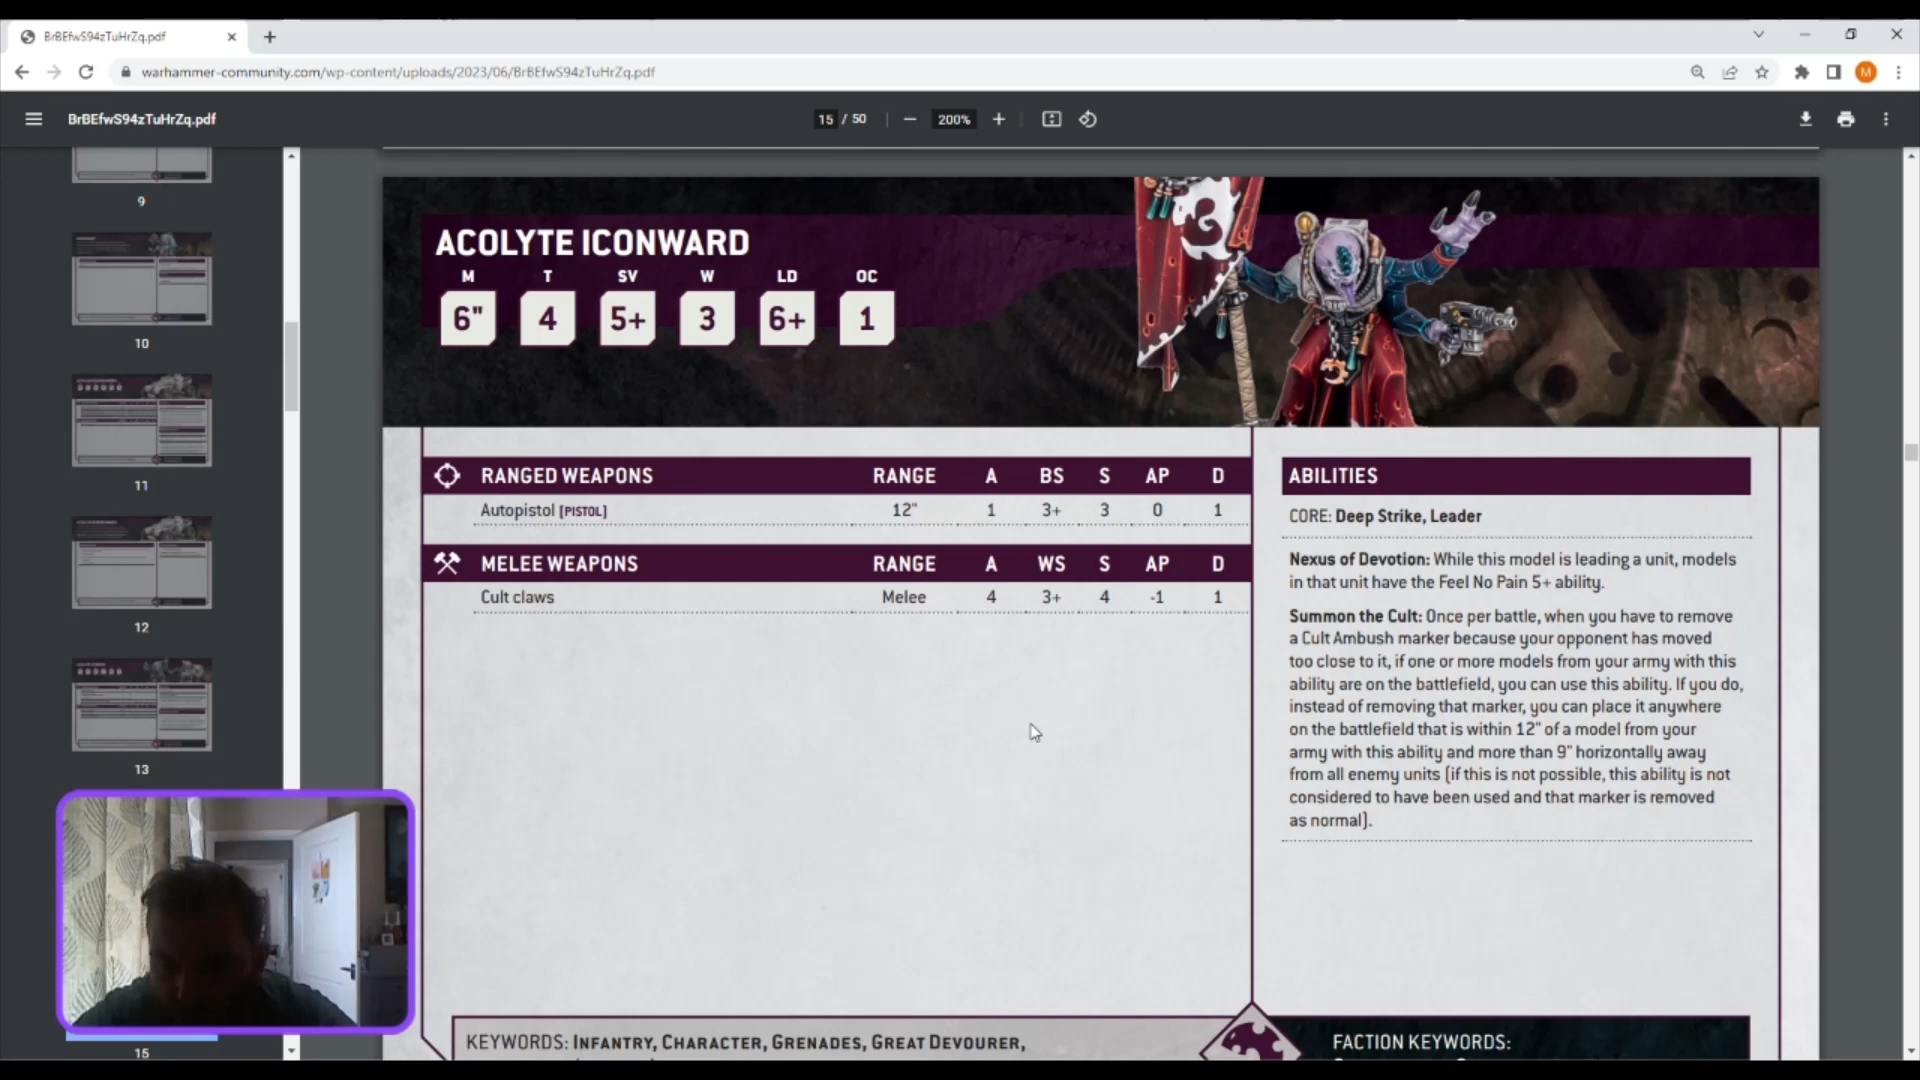 BrBEfwS94zTuHrZq.pdf
warhammer-community.com/wp-content/uploads/2023/06/BrBEfwS94zTuHrZq.pdf
M
BrBEfwS94zTuHrZq.pdf
15 / 50
200%
9
10
11
12
13
15
ACOLYTE ICONWARD
M T SV W LD OC
6" 4 5+ 3 6+ 1
RANGED WEAPONS RANGE A BS S AP D
Autopistol [PISTOL] 12" 1 3+ 3 0 1
MELEE WEAPONS RANGE A WS S AP D
Cult claws Melee 4 3+ 4 -1 1
ABILITIES
CORE: Deep Strike, Leader
Nexus of Devotion: While this model is leading a unit, models
in that unit have the Feel No Pain 5+ ability.
Summon the Cult: Once per battle, when you have to remove
a Cult Ambush marker because your opponent has moved
too close to it, if one or more models from your army with this
ability are on the battlefield, you can use this ability. If you do,
instead of removing that marker, you can place it anywhere
on the battlefield that is within 12" of a model from your
army with this ability and more than 9" horizontally away
from all enemy units (if this is not possible, this ability is not
considered to have been used and that marker is removed
as normal).
KEYWORDS: INFANTRY, CHARACTER, GRENADES, GREAT DEVOURER,
FACTION KEYWORDS: